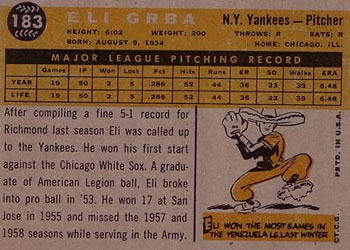 183
ELI GRBA
N.Y. Yankees — Pitcher
HEIGHT: 6:02 WEIGHT: 200 THROWS: R BATS: R
BORN: AUGUST 9, 1934 HOME: CHICAGO, ILL.
MAJOR LEAGUE PITCHING RECORD
Games IP Won Lost Pct. Hits SO ER Runs Walks ERA
YEAR 19 50 2 5 .286 52 23 36 44 39 6.48
LIFE 19 50 2 5 .286 52 23 36 44 39 6.48
After compiling a fine 5-1 record for
Richmond last season Eli was called up
to the Yankees. He won his first start
against the Chicago White Sox. A gradu-
ate of American Legion ball, Eli broke
into pro ball in '53. He won 17 at San
Jose in 1955 and missed the 1957 and
1958 seasons while serving in the Army.
ELI WON THE MOST GAMES IN
THE VENEZUELA LG. LAST WINTER
©T.C.G. PRTD. IN U.S.A.